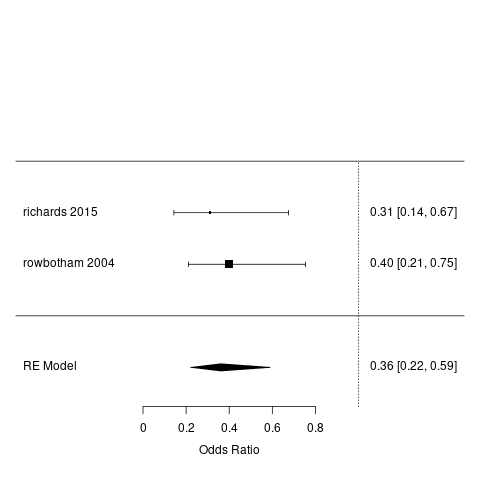 richards 2015 0.31 [0.14, 0.67]
rowbotham 2004 0.40 [0.21, 0.75]
RE Model 0.36 [0.22, 0.59]
0 0.2 0.4 0.6 0.8
Odds Ratio